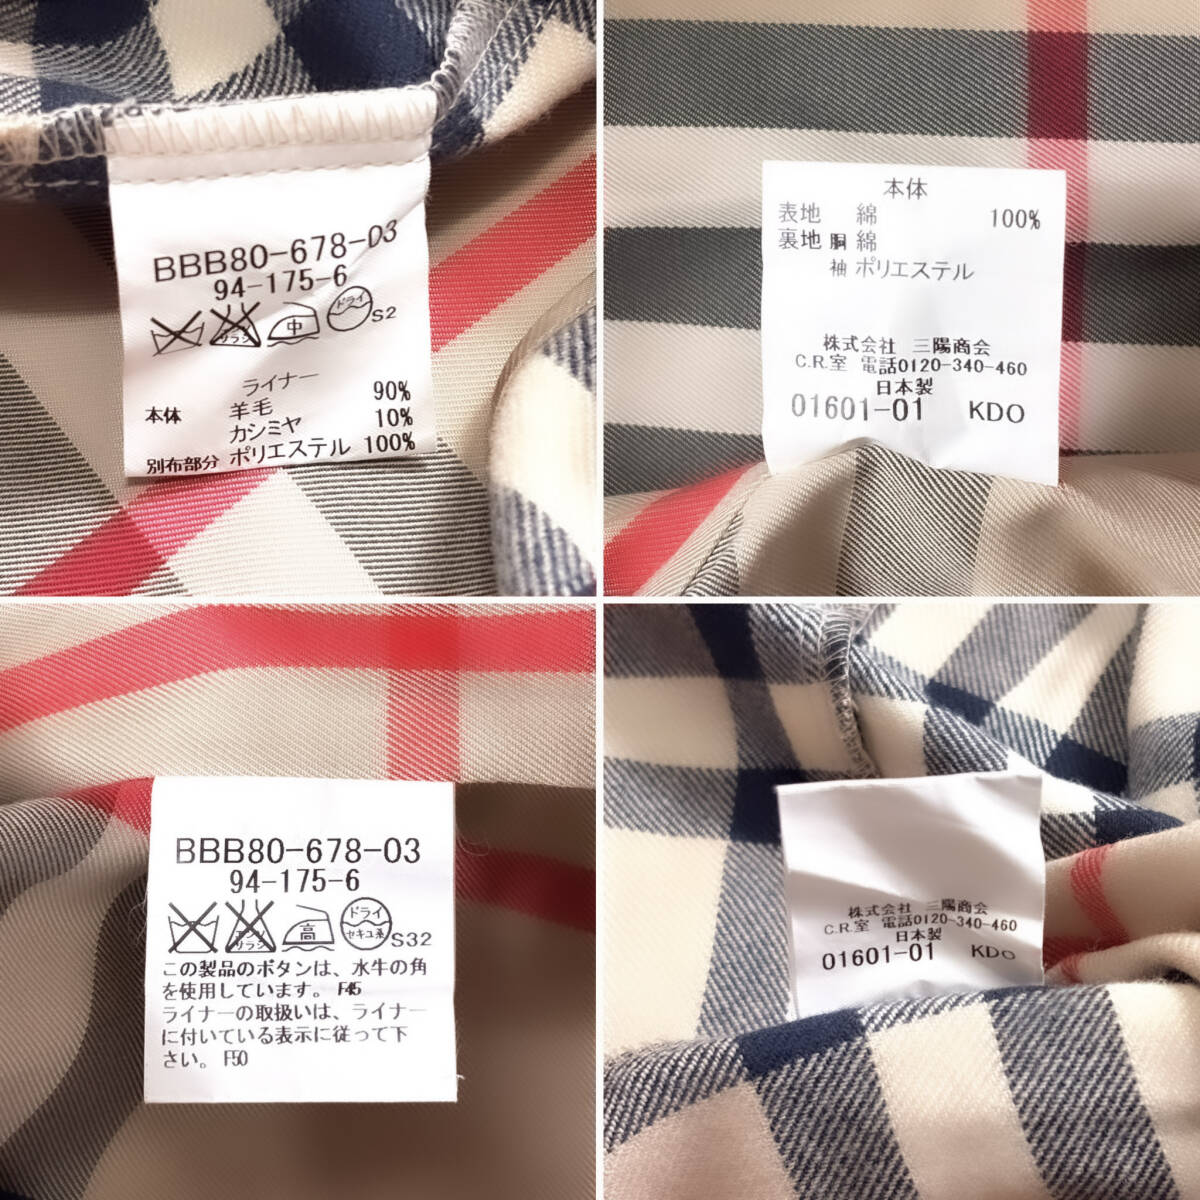 BBB80-678-03
94-175-6
サラシ
中
ドライ
S2
ライナー
本体 羊毛 90%
カシミヤ 10%
別布部分 ポリエステル 100%
本体
表地 綿 100%
裏地 胴 綿
袖 ポリエステル
株式会社 三陽商会
C.R.室 電話0120-340-460
日本製
01601-01 KDO
BBB80-678-03
94-175-6
サラシ
高
ドライ
セキユ系
S32
この製品のボタンは、水牛の角
を使用しています。 F45
ライナーの取扱いは、ライナー
に付いている表示に従って下
さい。 F50
株式会社 三陽商会
C.R.室 電話0120-340-460
日本製
01601-01 KDO